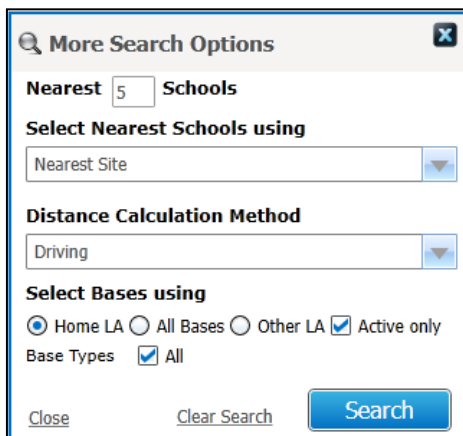 More Search Options
Nearest 5 Schools
Select Nearest Schools using
Nearest Site
Distance Calculation Method
Driving
Select Bases using
Home LA All Bases Other LA Active only
Base Types All
Close Clear Search Search